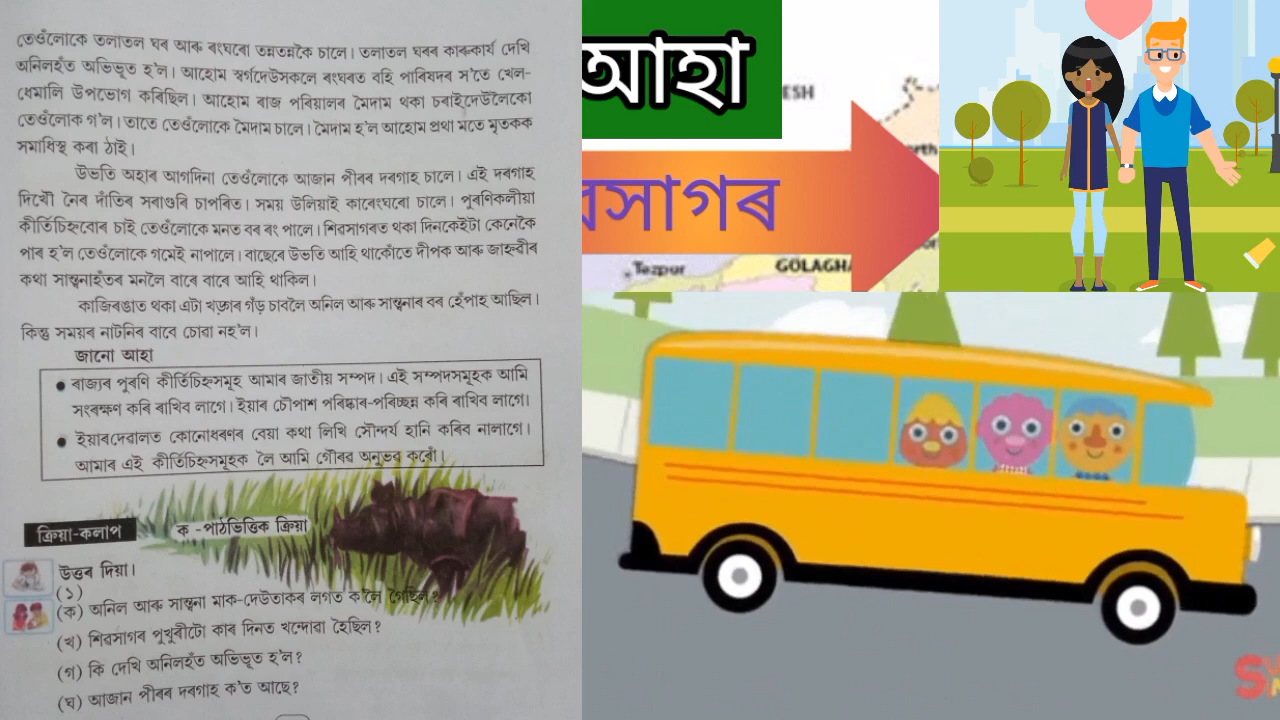 তেওঁলোকে তলাতল ঘৰ আৰু ৰংঘৰো তন্নতন্নকৈ চালে। তলাতল ঘৰৰ কাৰুকাৰ্য দেখি
অনিলহঁত অভিভূত হ'ল। আহোম স্বৰ্গদেউসকলে ৰংঘৰত বহি পাৰিষদৰ স'তে খেল-
ধেমালি উপভোগ কৰিছিল। আহোম ৰাজ পৰিয়ালৰ মৈদাম থকা চৰাইদেউলৈকো
তেওঁলোক গ'ল। তাতে তেওঁলোকে মৈদাম চালে। মৈদাম হ'ল আহোম প্ৰথা মতে মৃতকক
সমাধিস্থ কৰা ঠাই।
উভতি অহাৰ আগদিনা তেওঁলোকে আজান পীৰৰ দৰগাহ চালে। এই দৰগাহ
দিখৌ নৈৰ দাঁতিৰ সৰাগুৰি চাপৰিত। সময় উলিয়াই কাৰেংঘৰো চালে। পুৰণিকলীয়া
কীৰ্তিচিহ্নবোৰ চাই তেওঁলোকে মনত বৰ ৰং পালে। শিৱসাগৰত থকা দিনকেইটা কেনেকৈ
পাৰ হ'ল তেওঁলোকে গমেই নাপালে। বাছেৰে উভতি আহি থাকোঁতে দীপক আৰু জাহ্নবীৰ
কথা সান্ত্বনাহঁতৰ মনলৈ বাৰে বাৰে আহি থাকিল।
কাজিৰঙাত থকা এটা খড়্গৰ গঁড় চাবলৈ অনিল আৰু সান্ত্বনাৰ বৰ হেঁপাহ আছিল।
কিন্তু সময়ৰ নাটনিৰ বাবে চোৱা নহ'ল।
জানো আহা
● ৰাজ্যৰ পুৰণি কীৰ্তিচিহ্নসমূহ আমাৰ জাতীয় সম্পদ। এই সম্পদসমূহক আমি
সংৰক্ষণ কৰি ৰাখিব লাগে। ইয়াৰ চৌপাশ পৰিষ্কাৰ-পৰিচ্ছন্ন কৰি ৰাখিব লাগে।
● ইয়াৰদেৱালত কোনোধৰণৰ বেয়া কথা লিখি সৌন্দৰ্য হানি কৰিব নালাগে।
আমাৰ এই কীৰ্তিচিহ্নসমূহক লৈ আমি গৌৰৱ অনুভৱ কৰোঁ।
ক্ৰিয়া-কলাপ
ক -পাঠভিত্তিক ক্ৰিয়া
উত্তৰ দিয়া।
(১)
(ক) অনিল আৰু সান্ত্বনা মাক-দেউতাকৰ লগত ক'লৈ গৈছিল?
(খ) শিৱসাগৰ পুখুৰীটো কাৰ দিনত খন্দোৱা হৈছিল?
(গ) কি দেখি অনিলহঁত অভিভূত হ'ল?
(ঘ) আজান পীৰৰ দৰগাহ ক'ত আছে?
আহা
ৱসাগৰ
ESH
Tezpur
GOLAGHA